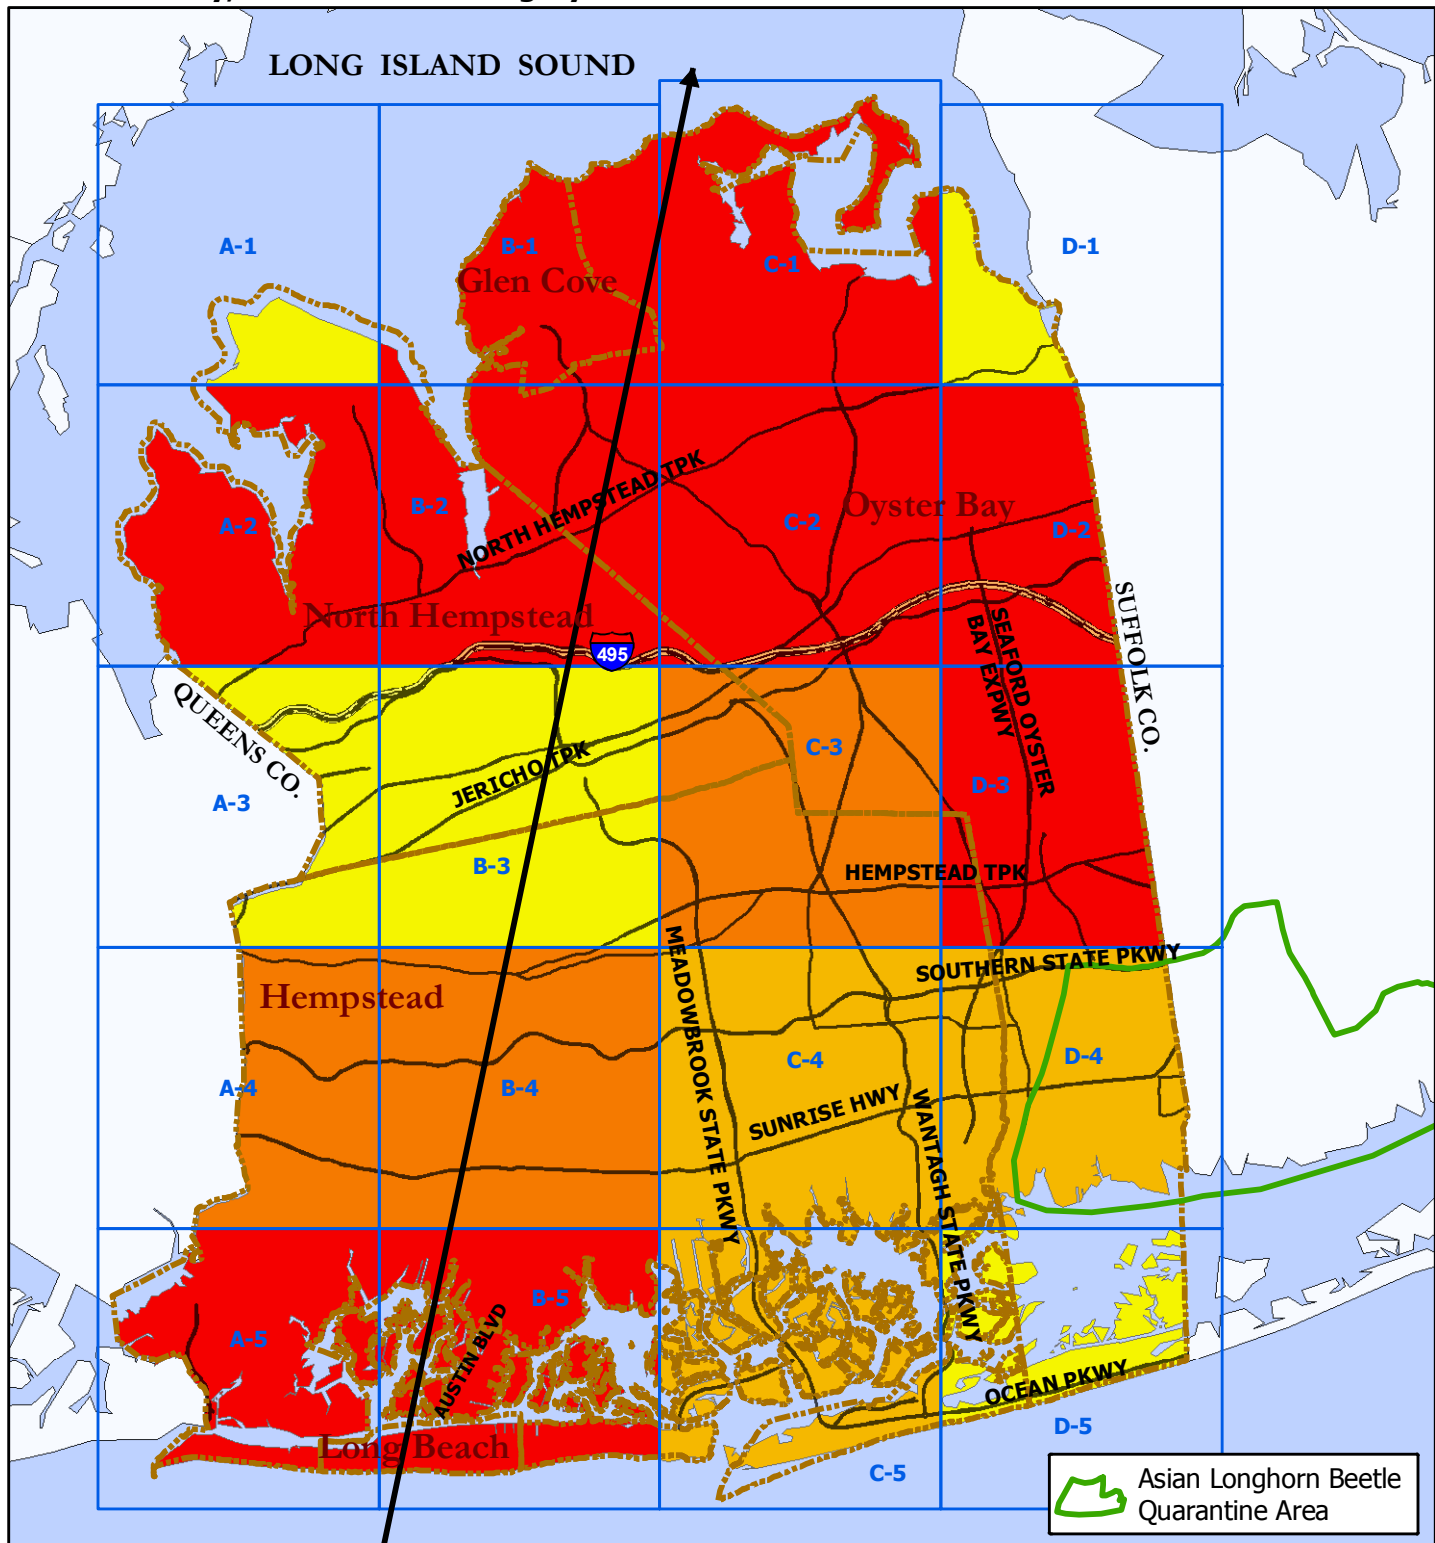 LONG ISLAND SOUND
A-1
B-1
C-1
D-1
Glen Cove
A-2
B-2
NORTH HEMPSTEAD TPK
C-2
Oyster Bay
D-2
North Hempstead
495
SEAFORD OYSTER
BAY EXPWY
SUFFOLK CO.
QUEENS CO.
A-3
JERICHO TPK
B-3
C-3
D-3
HEMPSTEAD TPK
MEADOWBROOK STATE PKWY
SOUTHERN STATE PKWY
Hempstead
A-4
B-4
C-4
D-4
SUNRISE HWY
WANTAGH STATE PKWY
A-5
B-5
AUSTIN BLVD
OCEAN PKWY
Long Beach
C-5
D-5
Asian Longhorn Beetle
Quarantine Area